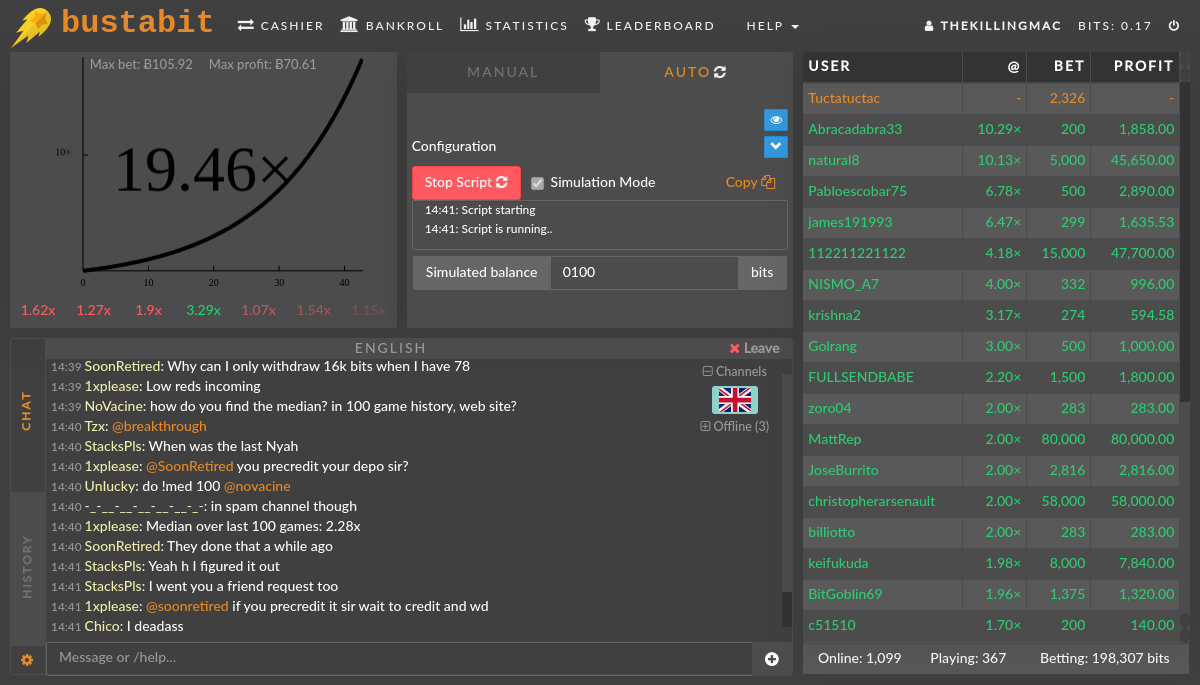 bustabit
CASHIER BANKROLL STATISTICS LEADERBOARD HELP THEKILLINGMAC BITS: 0.17
Max bet: Ƀ105.92 Max profit: Ƀ70.61
10×
19.46×
0 10 20 30 40
1.62x 1.27x 1.9x 3.29x 1.07x 1.54x 1.15x
MANUAL AUTO
Configuration
Stop Script Simulation Mode Copy
14:41: Script starting
14:41: Script is running..
Simulated balance 0100 bits
CHAT
HISTORY
ENGLISH Leave
Channels
Offline (3)
14:39 SoonRetired: Why can I only withdraw 16k bits when I have 78
14:39 1xplease: Low reds incoming
14:39 NoVacine: how do you find the median? in 100 game history, web site?
14:40 Tzx: @breakthrough
14:40 StacksPls: When was the last Nyah
14:40 1xplease: @SoonRetired you precredit your depo sir?
14:40 Unlucky: do !med 100 @novacine
14:40 -_-__-__-__-__-__-_-: in spam channel though
14:40 1xplease: Median over last 100 games: 2.28x
14:40 SoonRetired: They done that a while ago
14:41 StacksPls: Yeah h I figured it out
14:41 StacksPls: I went you a friend request too
14:41 1xplease: @soonretired if you precredit it sir wait to credit and wd
14:41 Chico: I deadass
Message or /help...
USER @ BET PROFIT
Tuctatuctac - 2,326 -
Abracadabra33 10.29× 200 1,858.00
natural8 10.13× 5,000 45,650.00
Pabloescobar75 6.78× 500 2,890.00
james191993 6.47× 299 1,635.53
112211221122 4.18× 15,000 47,700.00
NISMO_A7 4.00× 332 996.00
krishna2 3.17× 274 594.58
Golrang 3.00× 500 1,000.00
FULLSENDBABE 2.20× 1,500 1,800.00
zoro04 2.00× 283 283.00
MattRep 2.00× 80,000 80,000.00
JoseBurrito 2.00× 2,816 2,816.00
christopherarsenault 2.00× 58,000 58,000.00
billiotto 2.00× 283 283.00
keifukuda 1.98× 8,000 7,840.00
BitGoblin69 1.96× 1,375 1,320.00
c51510 1.70× 200 140.00
Online: 1,099 Playing: 367 Betting: 198,307 bits